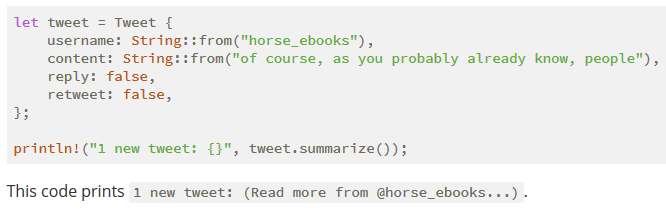 let tweet = Tweet {
    username: String::from("horse_ebooks"),
    content: String::from("of course, as you probably already know, people"),
    reply: false,
    retweet: false,
};

println!("1 new tweet: {}", tweet.summarize());
This code prints 1 new tweet: (Read more from @horse_ebooks...).